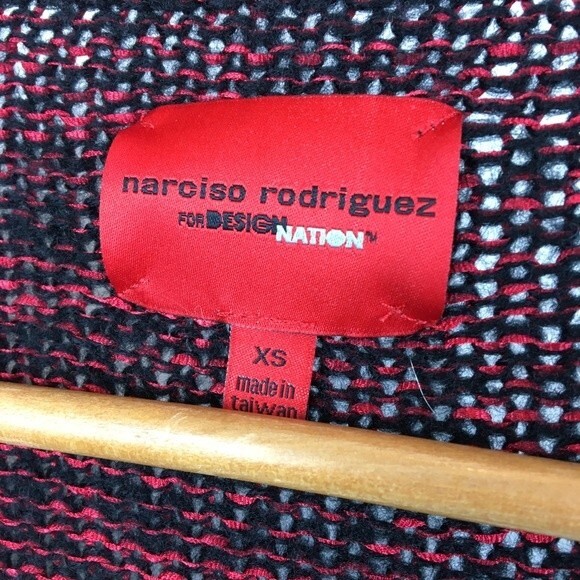 narciso rodriguez
FOR DESIGN NATION™
XS
made in
taiwan